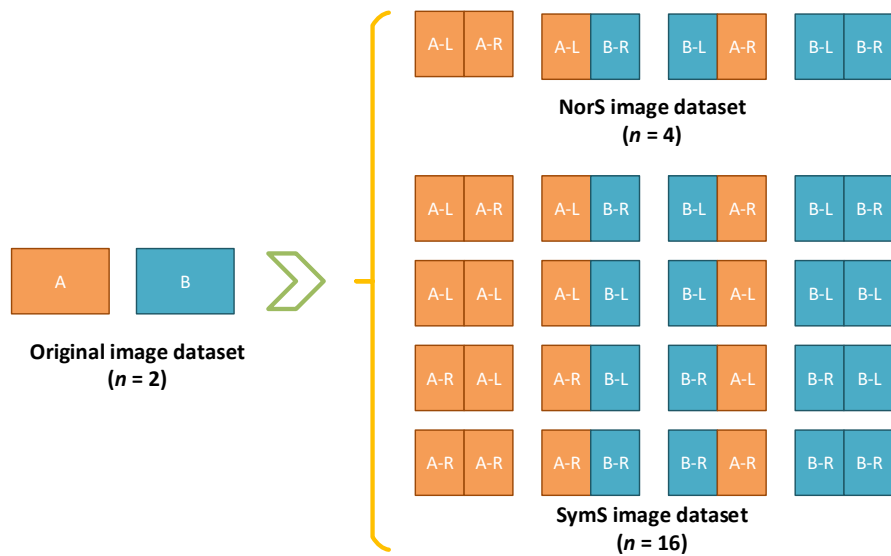 A-L A-R A-L B-R B-L A-R B-L B-R
NorS image dataset
(n = 4)
A-L A-R A-L B-R B-L A-R B-L B-R
A B
A-L A-L A-L B-L B-L A-L B-L B-L
Original image dataset
(n = 2)
A-R A-L A-R B-L B-R A-L B-R B-L
A-R A-R A-R B-R B-R A-R B-R B-R
SymS image dataset
(n = 16)